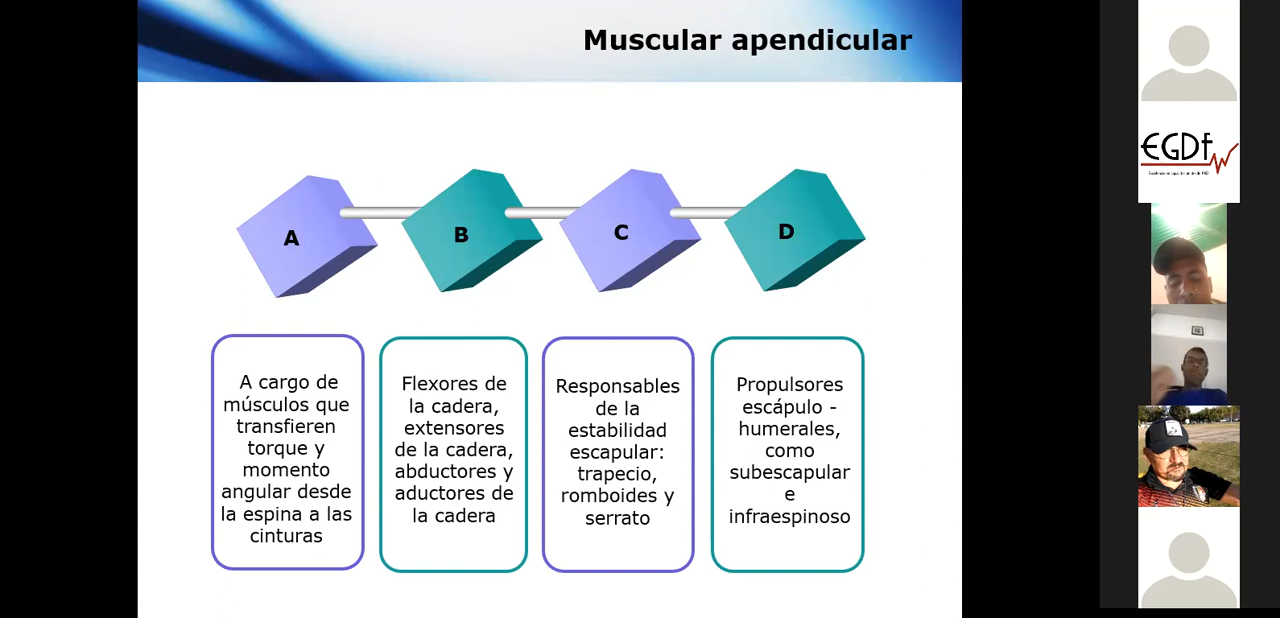 Muscular apendicular
A
B
C
D
A cargo de
músculos que
transfieren
torque y
momento
angular desde
la espina a las
cinturas
Flexores de
la cadera,
extensores
de la cadera,
abductores y
aductores de
la cadera
Responsables
de la
estabilidad
escapular:
trapecio,
romboides y
serrato
Propulsores
escápulo -
humerales,
como
subescapular
e
infraespinoso
EGDf